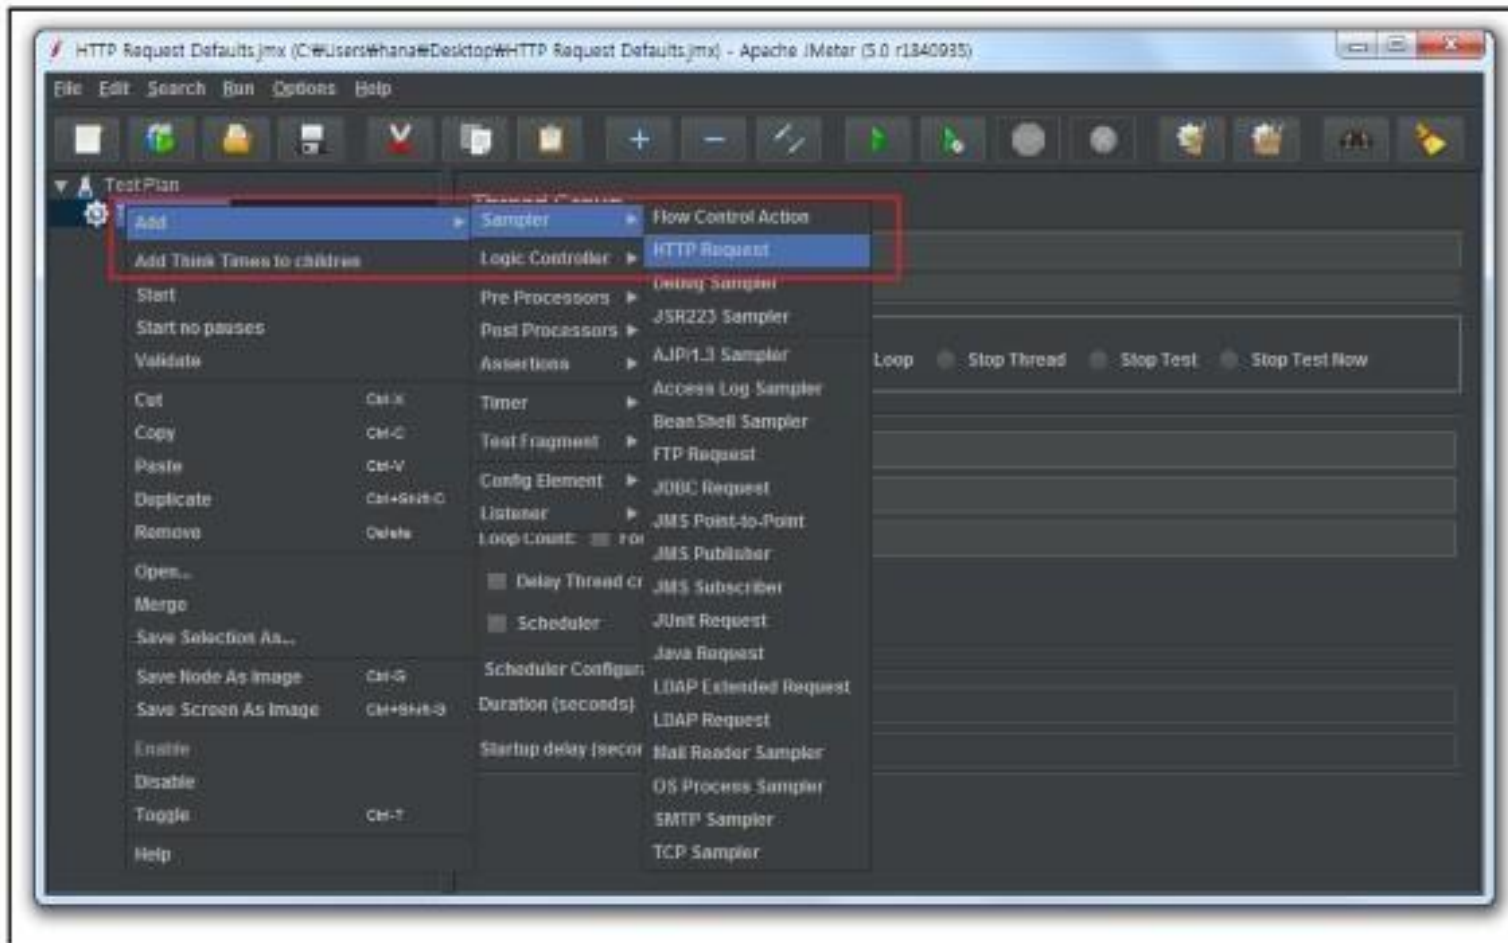 HTTP Request Defaults.jmx (C:₩Users₩hana₩Desktop₩HTTP Request Defaults.jmx) - Apache JMeter (5.0 r1840935)
File Edit Search Run Options Help
Test Plan
Thread Group
Add
Add Think Times to children
Start
Start no pauses
Validate
Cut Ctrl-X
Copy Ctrl-C
Paste Ctrl-V
Duplicate Ctrl+Shift-C
Remove Delete
Open...
Merge
Save Selection As...
Save Node As Image Ctrl-G
Save Screen As Image Ctrl+Shift-G
Enable
Disable
Toggle Ctrl-T
Help
Sampler
Logic Controller
Pre Processors
Post Processors
Assertions
Timer
Test Fragment
Config Element
Listener
Loop Count: For
Delay Thread cr
Scheduler
Scheduler Configura
Duration (seconds)
Startup delay (secon
Flow Control Action
HTTP Request
Debug Sampler
JSR223 Sampler
AJP/1.3 Sampler
Access Log Sampler
BeanShell Sampler
FTP Request
JDBC Request
JMS Point-to-Point
JMS Publisher
JMS Subscriber
JUnit Request
Java Request
LDAP Extended Request
LDAP Request
Mail Reader Sampler
OS Process Sampler
SMTP Sampler
TCP Sampler
Loop Stop Thread Stop Test Stop Test Now